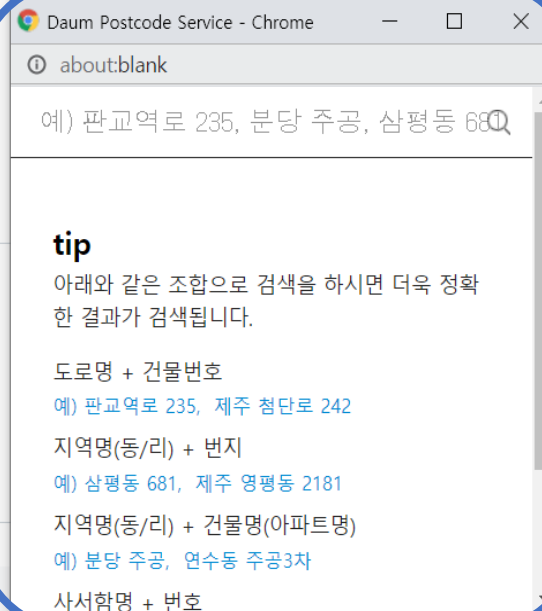 Daum Postcode Service - Chrome
about:blank
예) 판교역로 235, 분당 주공, 삼평동 681
tip
아래와 같은 조합으로 검색을 하시면 더욱 정확
한 결과가 검색됩니다.
도로명 + 건물번호
예) 판교역로 235, 제주 첨단로 242
지역명(동/리) + 번지
예) 삼평동 681, 제주 영평동 2181
지역명(동/리) + 건물명(아파트명)
예) 분당 주공, 연수동 주공3차
사서함명 + 번호